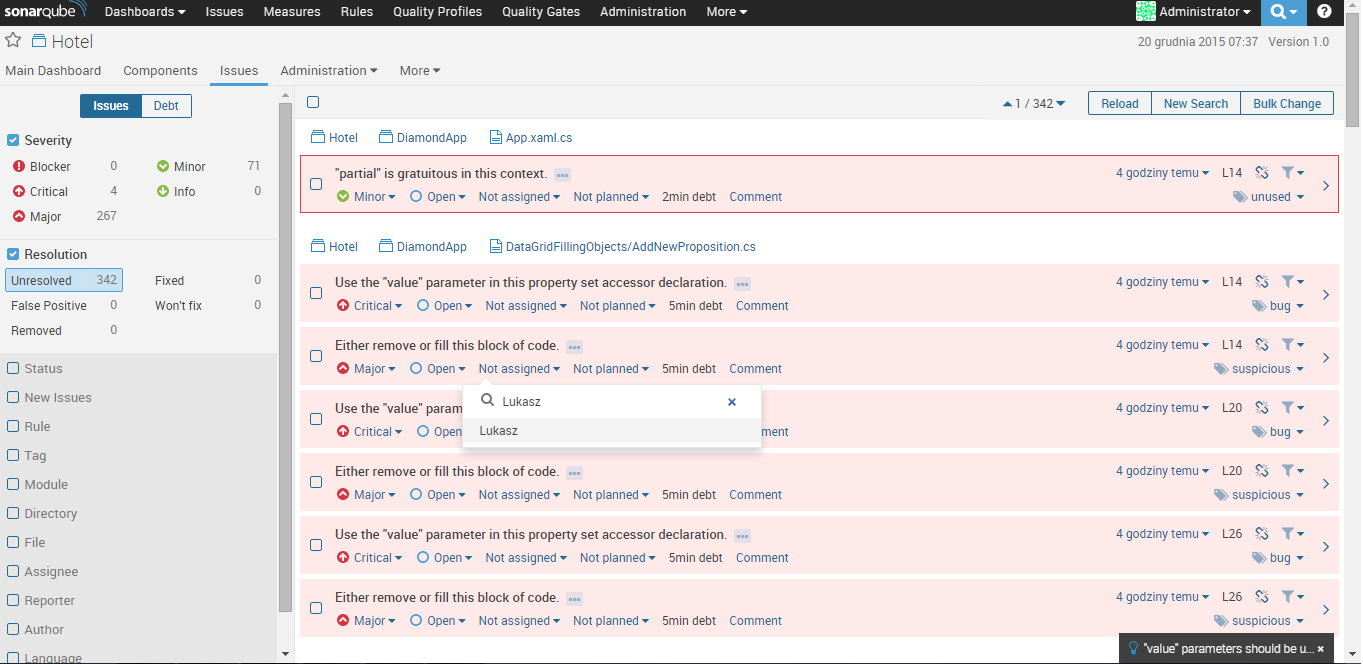 sonarqube Dashboards Issues Measures Rules Quality Profiles Quality Gates Administration More Administrator ?
Hotel 20 grudnia 2015 07:37 Version 1.0
Main Dashboard Components Issues Administration More
Issues Debt
1 / 342 Reload New Search Bulk Change
Severity
Blocker 0 Minor 71
Critical 4 Info 0
Major 267
Resolution
Unresolved 342 Fixed 0
False Positive 0 Won't fix 0
Removed 0
Status
New Issues
Rule
Tag
Module
Directory
File
Assignee
Reporter
Author
Language
Hotel DiamondApp App.xaml.cs
"partial" is gratuitous in this context. 4 godziny temu L14
Minor Open Not assigned Not planned 2min debt Comment unused
Hotel DiamondApp DataGridFillingObjects/AddNewProposition.cs
Use the "value" parameter in this property set accessor declaration. 4 godziny temu L14
Critical Open Not assigned Not planned 5min debt Comment bug
Either remove or fill this block of code. 4 godziny temu L14
Major Open Not assigned Not planned 5min debt Comment suspicious
Lukasz
Lukasz
Use the "value" param 4 godziny temu L20
Critical Open ment bug
Either remove or fill this block of code. 4 godziny temu L20
Major Open Not assigned Not planned 5min debt Comment suspicious
Use the "value" parameter in this property set accessor declaration. 4 godziny temu L26
Critical Open Not assigned Not planned 5min debt Comment bug
Either remove or fill this block of code. 4 godziny temu L26
Major Open Not assigned Not planned 5min debt Comment suspicious
"value" parameters should be u... ×